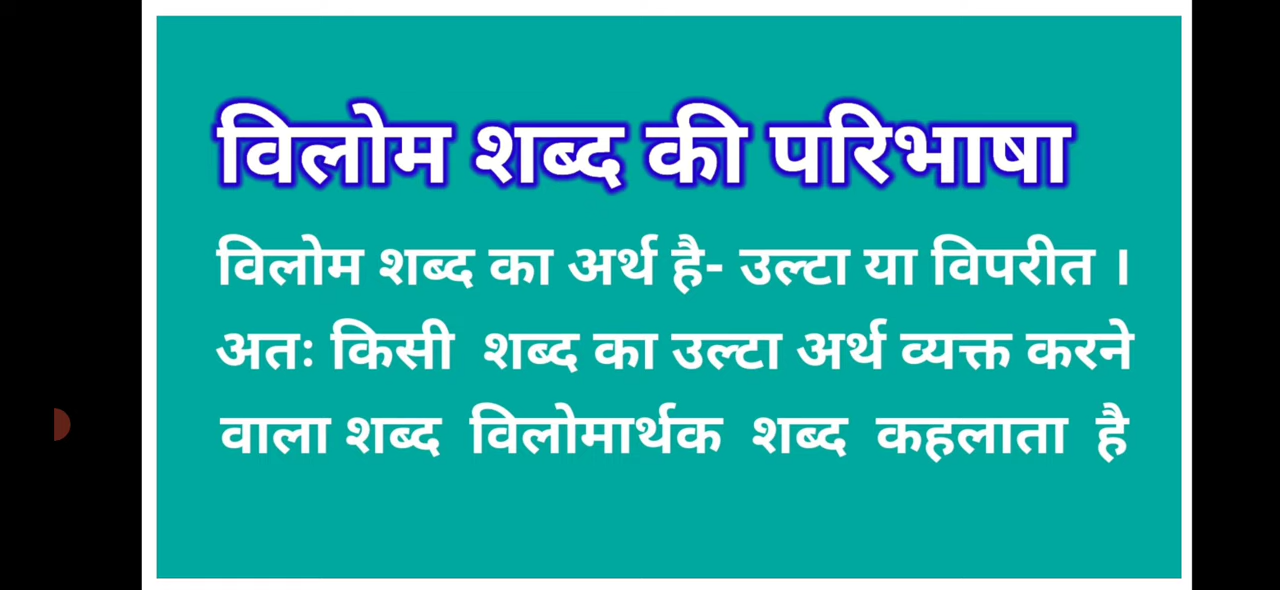 विलोम शब्द की परिभाषा
विलोम शब्द का अर्थ है- उल्टा या विपरीत ।
अतः किसी शब्द का उल्टा अर्थ व्यक्त करने
वाला शब्द विलोमार्थक शब्द कहलाता है